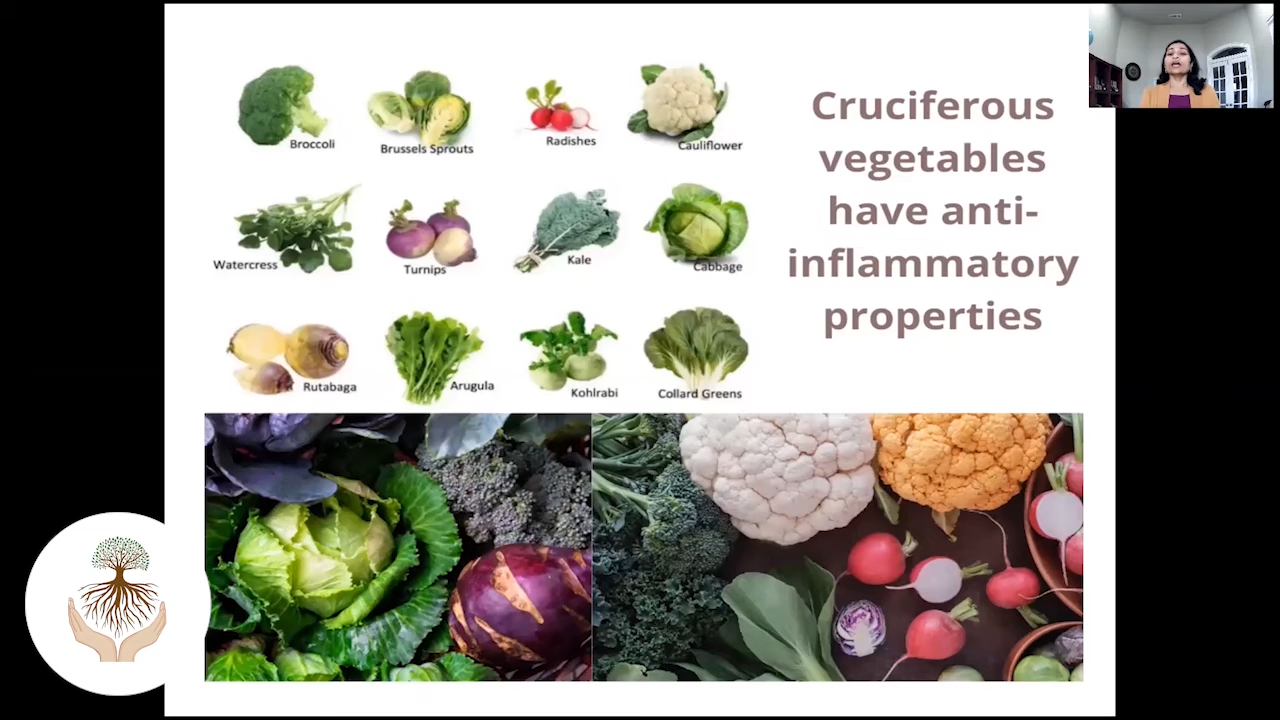 Broccoli
Brussels Sprouts
Radishes
Cauliflower
Watercress
Turnips
Kale
Cabbage
Rutabaga
Arugula
Kohlrabi
Collard Greens
Cruciferous
vegetables
have anti-
inflammatory
properties